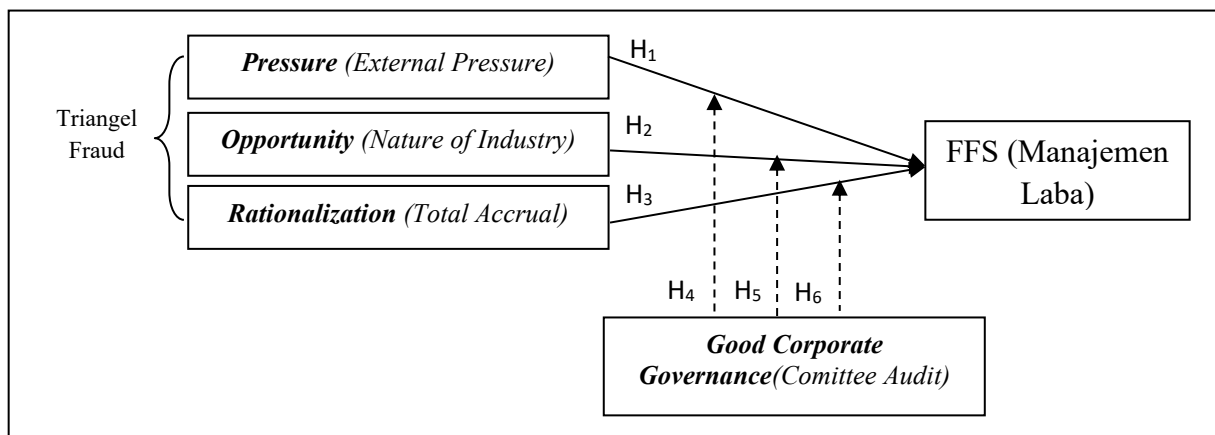 Triangel
Fraud
Pressure (External Pressure)
Opportunity (Nature of Industry)
Rationalization (Total Accrual)
H₁
H₂
H₃
FFS (Manajemen
Laba)
H₄
H₅
H₆
Good Corporate
Governance(Comittee Audit)